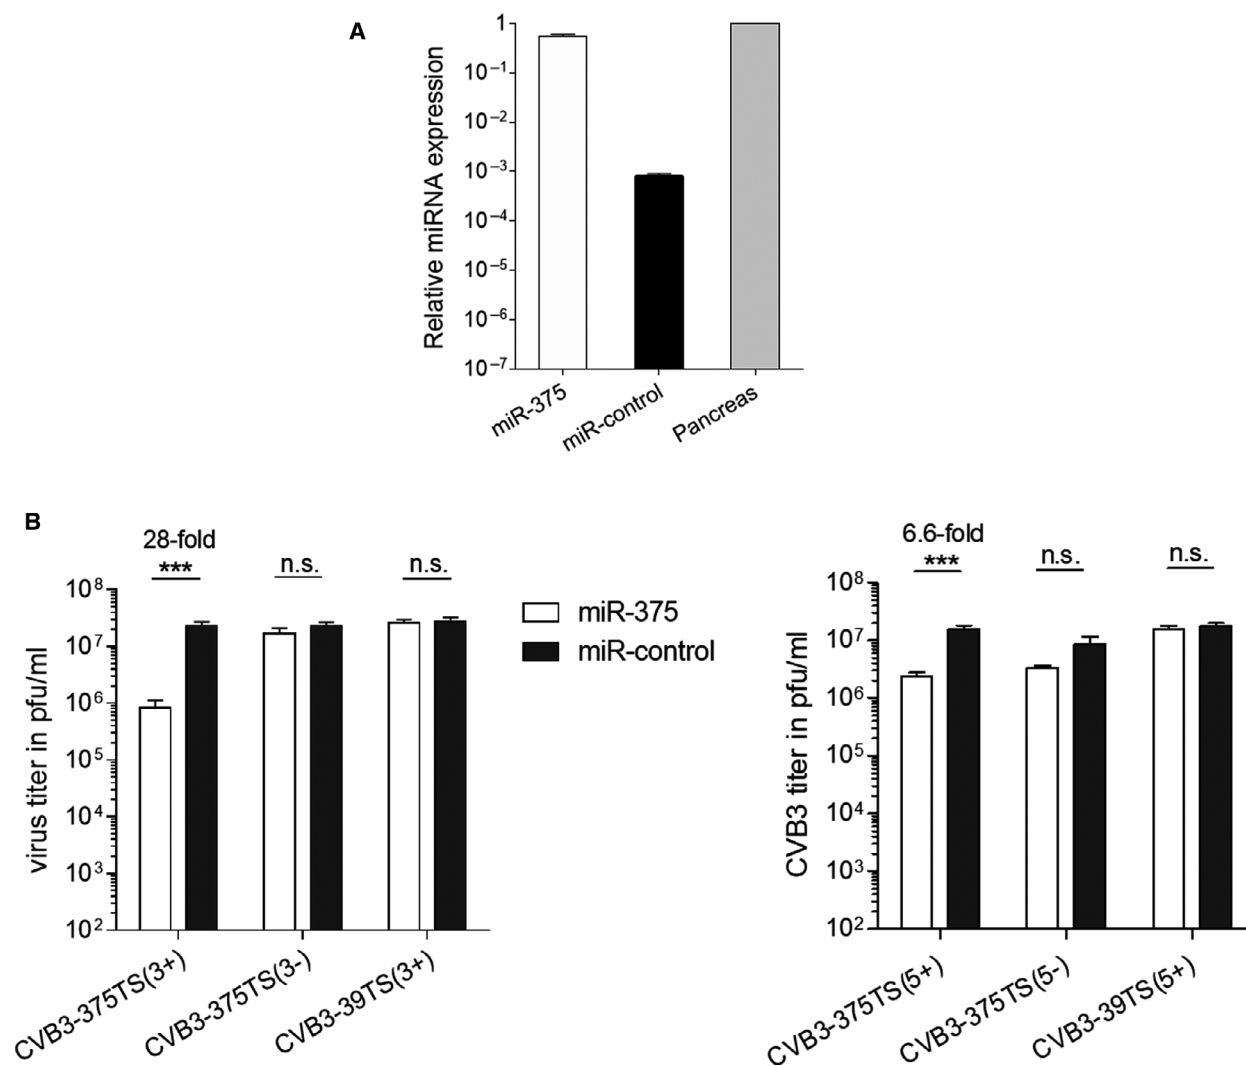 A
Relative miRNA expression
1
10⁻¹
10⁻²
10⁻³
10⁻⁴
10⁻⁵
10⁻⁶
10⁻⁷
miR-375
miR-control
Pancreas
B
28-fold
***
n.s.
n.s.
virus titer in pfu/ml
10⁸
10⁷
10⁶
10⁵
10⁴
10³
10²
CVB3-375TS(3+)
CVB3-375TS(3-)
CVB3-39TS(3+)
miR-375
miR-control
6.6-fold
***
n.s.
n.s.
CVB3 titer in pfu/ml
10⁸
10⁷
10⁶
10⁵
10⁴
10³
10²
CVB3-375TS(5+)
CVB3-375TS(5-)
CVB3-39TS(5+)